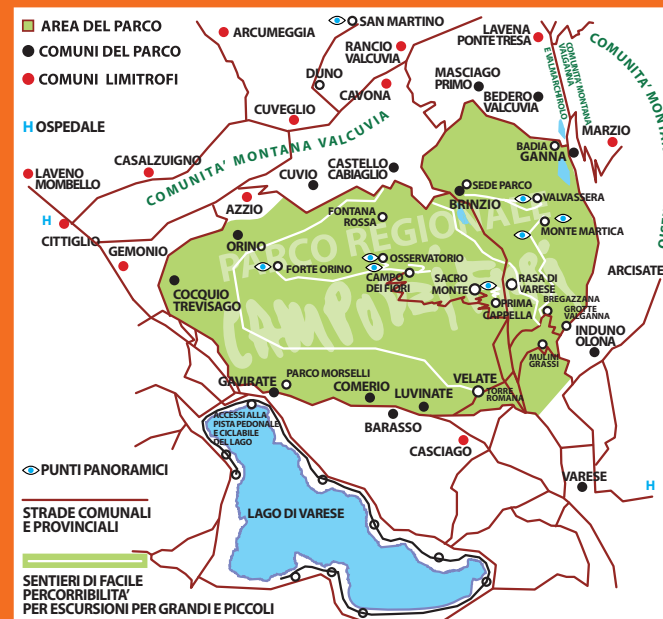 AREA DEL PARCO
COMUNI DEL PARCO
COMUNI LIMITROFI
H OSPEDALE
ARCUMEGGIA
SAN MARTINO
RANCIO
VALCUVIA
LAVENA
PONTE TRESA
DUNO
MASCIAGO
PRIMO
CAVONA
BEDERO
VALCUVIA
COMUNITA' MONTANA
VALGANNA
E VALMARCHIROLO
COMUNITA' MONT
CUVEGLIO
MARZIO
COMUNITA' MONTANA VALCUVIA
BADIA
GANNA
CASALZUIGNO
LAVENO
MOMBELLO
CASTELLO
CABIAGLIO
CUVIO
SEDE PARCO
BRINZIO
VALVASSERA
AZZIO
FONTANA
ROSSA
MONTE MARTICA
H
CITTIGLIO
ORINO
PARCO REGIONALE
CAMPO DEI FIORI
GEMONIO
OSSERVATORIO
FORTE ORINO
CAMPO
DEI FIORI
SACRO
MONTE
RASA DI
VARESE
ARCISATE
COCQUIO
TREVISAGO
PRIMA
CAPPELLA
BREGAZZANA
GROTTE
VALGANNA
INDUNO
OLONA
MULINI
GRASSI
PARCO MORSELLI
GAVIRATE
COMERIO
LUVINATE
VELATE
TORRE
ROMANA
BARASSO
ACCESSI ALLA
PISTA PEDONALE
E CICLABILE
DEL LAGO
CASCIAGO
PUNTI PANORAMICI
VARESE
H
STRADE COMUNALI
E PROVINCIALI
LAGO DI VARESE
SENTIERI DI FACILE
PERCORRIBILITA'
PER ESCURSIONI PER GRANDI E PICCOLI